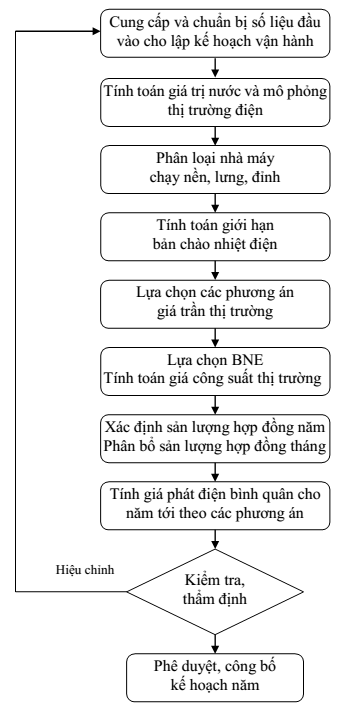 Cung cấp và chuẩn bị số liệu đầu
vào cho lập kế hoạch vận hành
Tính toán giá trị nước và mô phỏng
thị trường điện
Phân loại nhà máy
chạy nền, lưng, đỉnh
Tính toán giới hạn
bản chào nhiệt điện
Lựa chọn các phương án
giá trần thị trường
Lựa chọn BNE
Tính toán giá công suất thị trường
Xác định sản lượng hợp đồng năm
Phân bổ sản lượng hợp đồng tháng
Tính giá phát điện bình quân cho
năm tới theo các phương án
Hiệu chỉnh
Kiểm tra,
thẩm định
Phê duyệt, công bố
kế hoạch năm